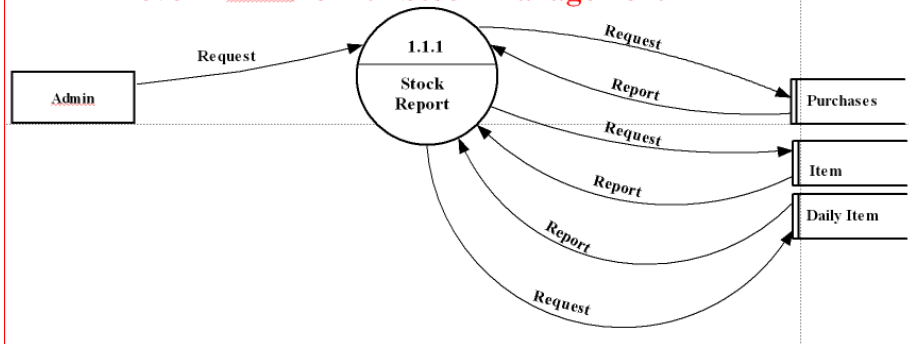 Request
1.1.1
Stock
Report
Admin
Request
Report
Purchases
Request
Item
Report
Daily Item
Report
Request